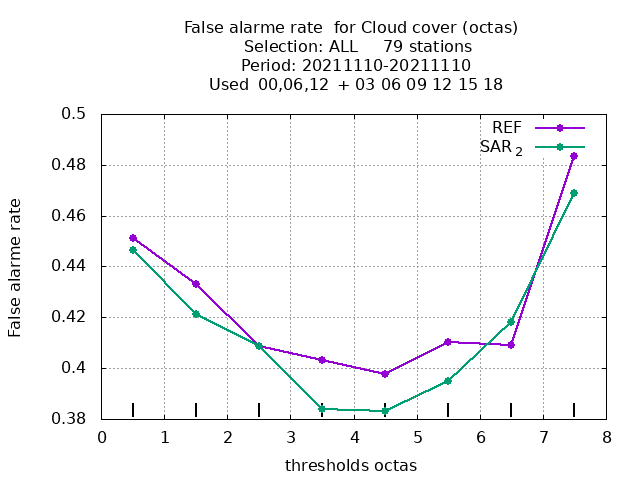 False alarme rate  for Cloud cover (octas)
Selection: ALL     79 stations
Period: 20211110-20211110
Used  00,06,12  + 03 06 09 12 15 18
REF
SAR 2
0.5
0.48
0.46
0.44
0.42
0.4
0.38
False alarme rate
0 1 2 3 4 5 6 7 8
thresholds octas